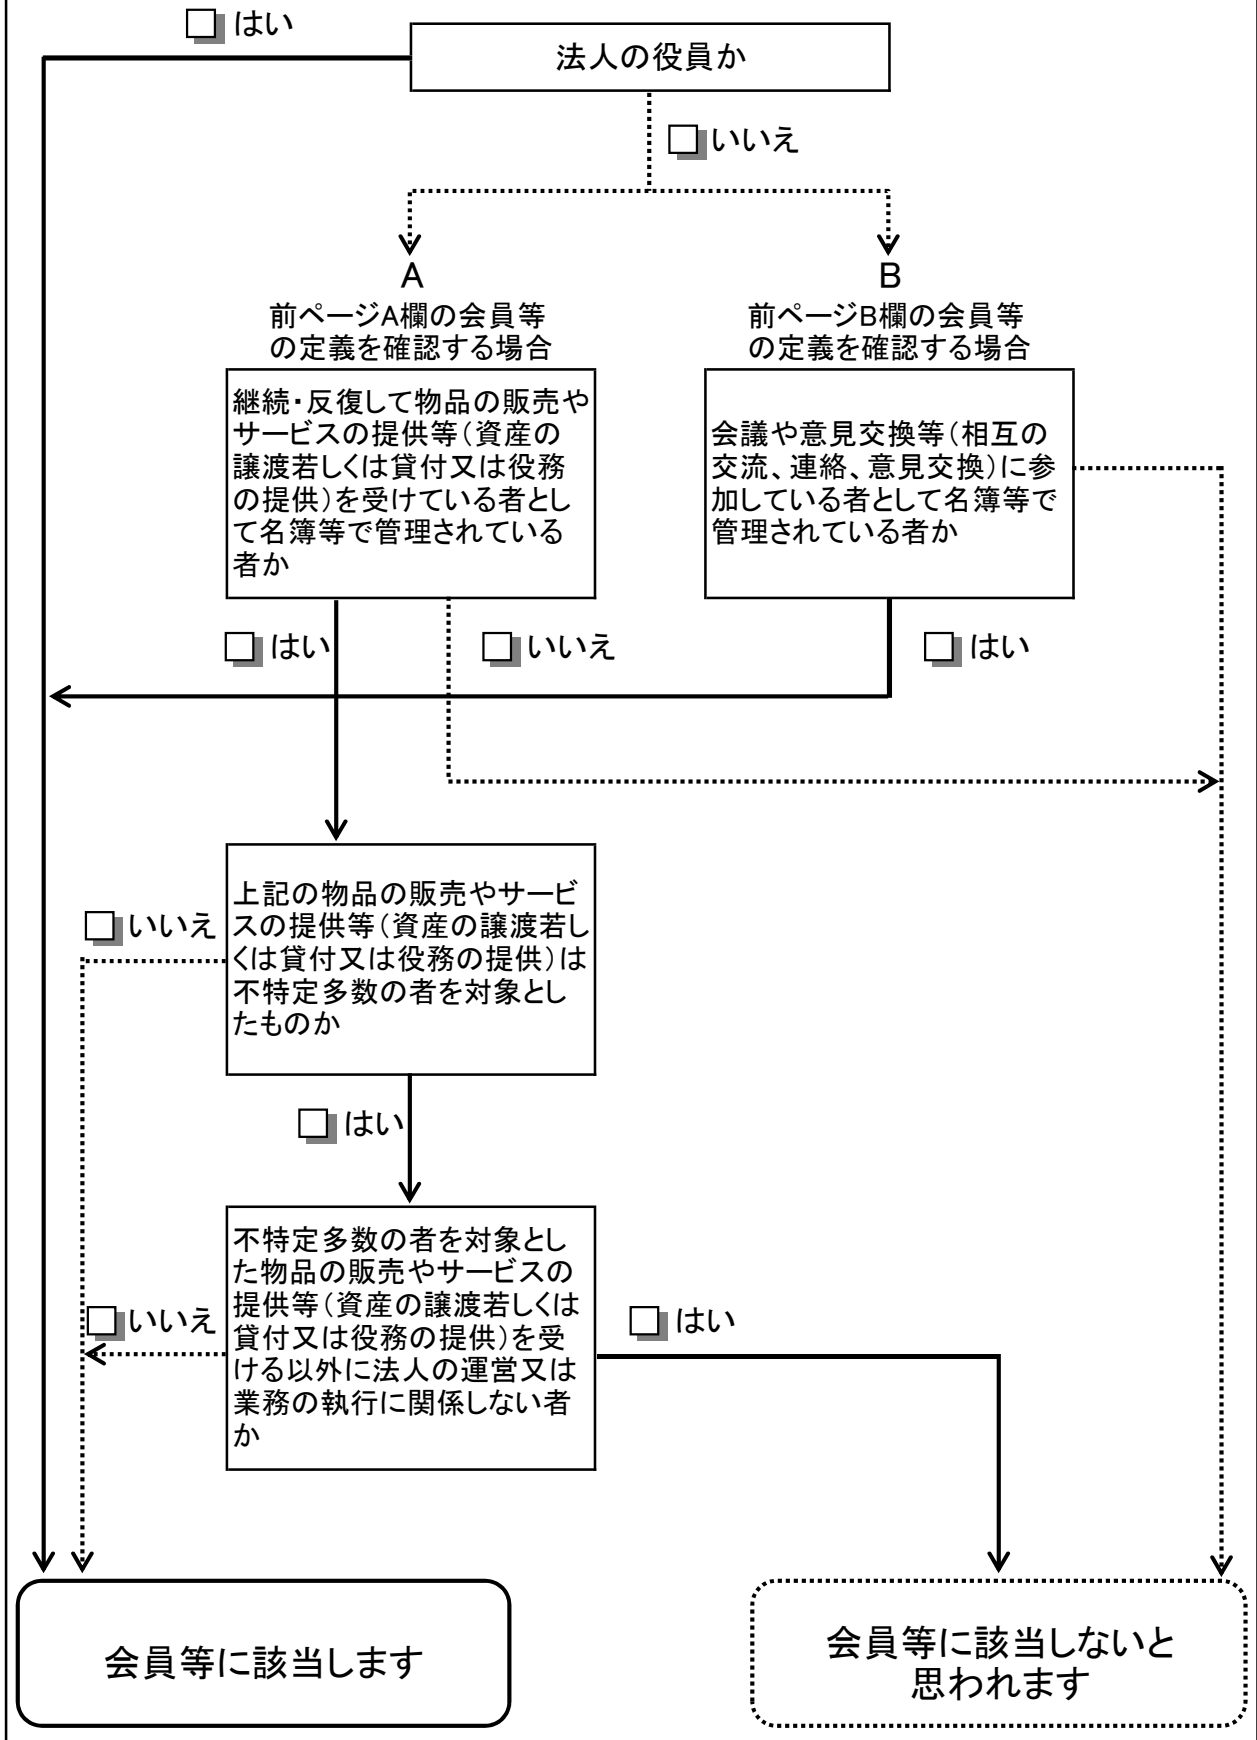 はい
法人の役員か
いいえ
A
前ページA欄の会員等
の定義を確認する場合
B
前ページB欄の会員等
の定義を確認する場合
継続・反復して物品の販売や
サービスの提供等(資産の
譲渡若しくは貸付又は役務
の提供)を受けている者とし
て名簿等で管理されている
者か
会議や意見交換等(相互の
交流、連絡、意見交換)に参
加している者として名簿等で
管理されている者か
はい
いいえ
はい
上記の物品の販売やサービ
スの提供等(資産の譲渡若し
くは貸付又は役務の提供)は
不特定多数の者を対象とし
たものか
いいえ
はい
不特定多数の者を対象とし
た物品の販売やサービスの
提供等(資産の譲渡若しくは
貸付又は役務の提供)を受
ける以外に法人の運営又は
業務の執行に関係しない者
か
いいえ
はい
会員等に該当します
会員等に該当しないと
思われます